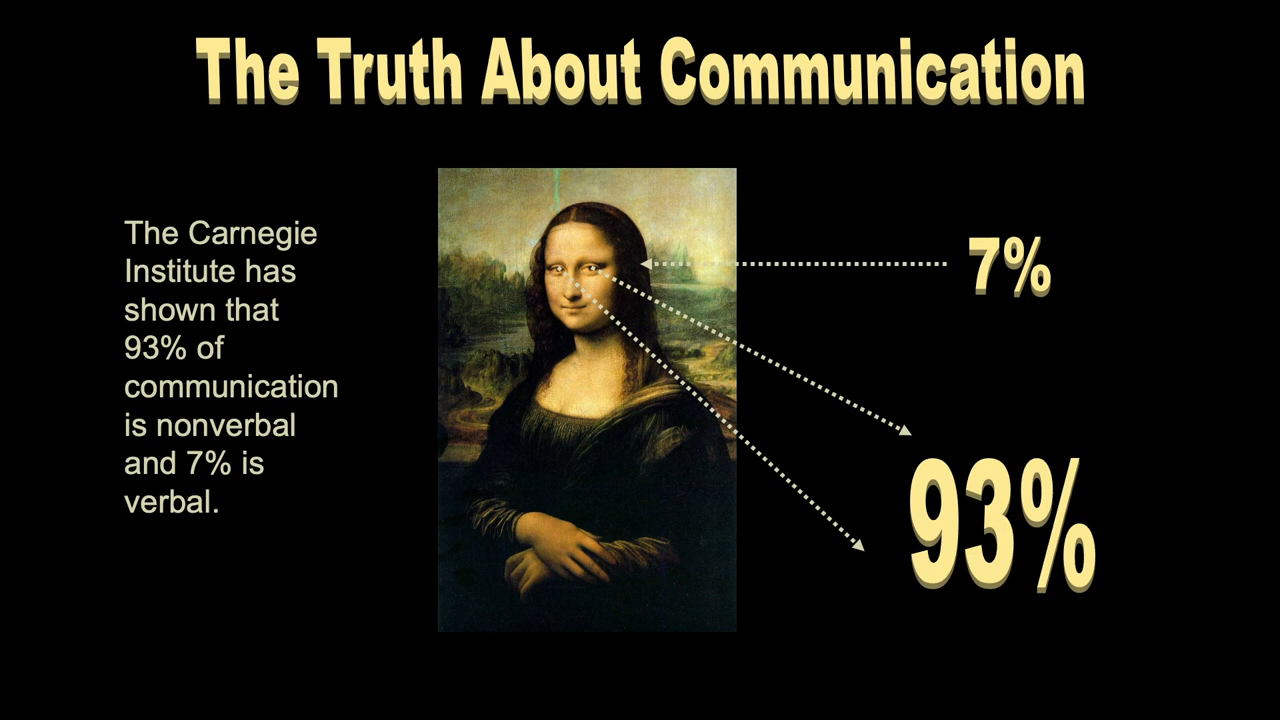 The Truth About Communication
The Carnegie
Institute has
shown that
93% of
communication
is nonverbal
and 7% is
verbal.
7%
93%